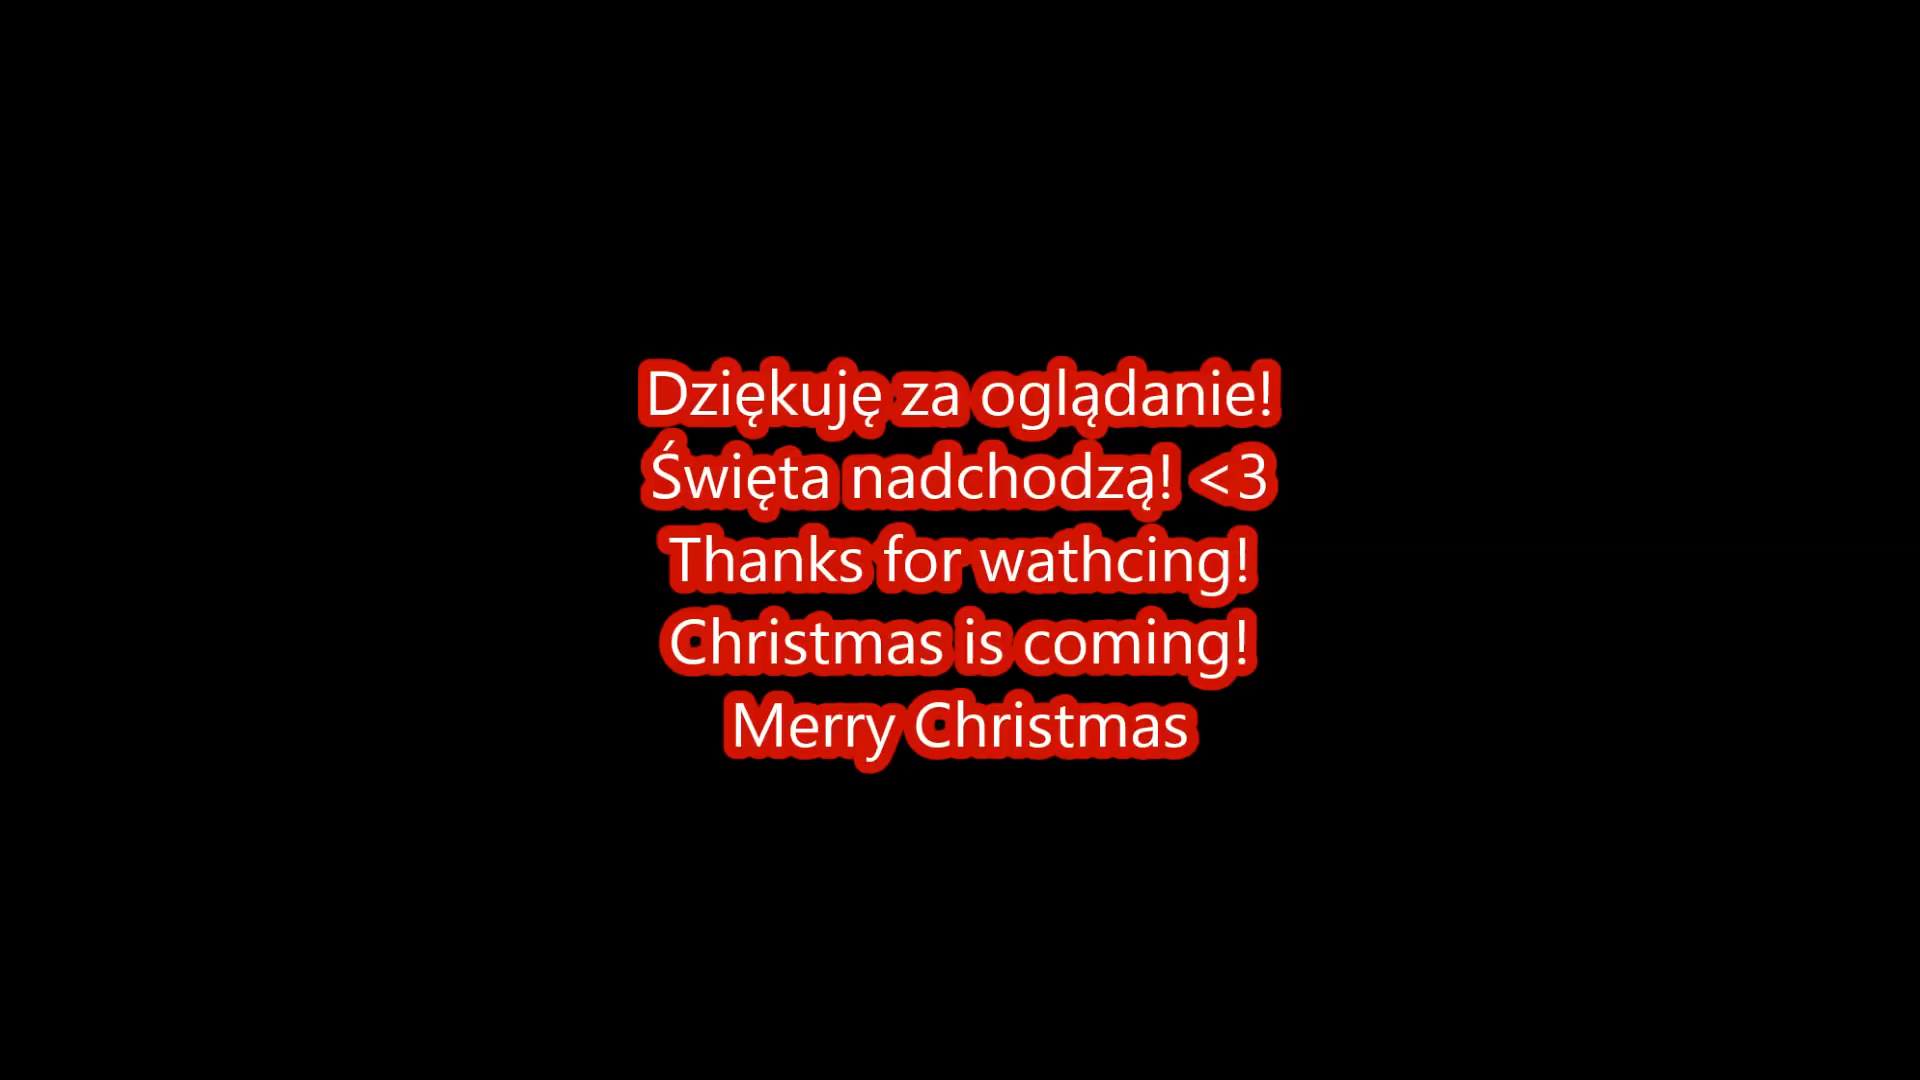 Dziękuję za oglądanie!
Święta nadchodzą! <3
Thanks for wathcing!
Christmas is coming!
Merry Christmas